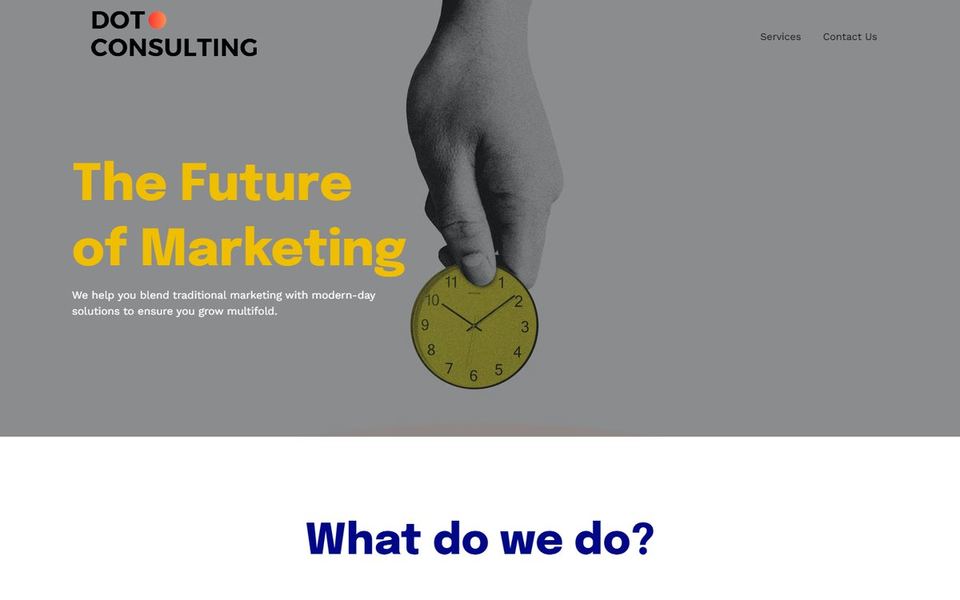 DOT
CONSULTING
Services
Contact Us
The Future
of Marketing
We help you blend traditional marketing with modern-day
solutions to ensure you grow multifold.
11 1
10 2
9 3
8 4
7 6 5
What do we do?